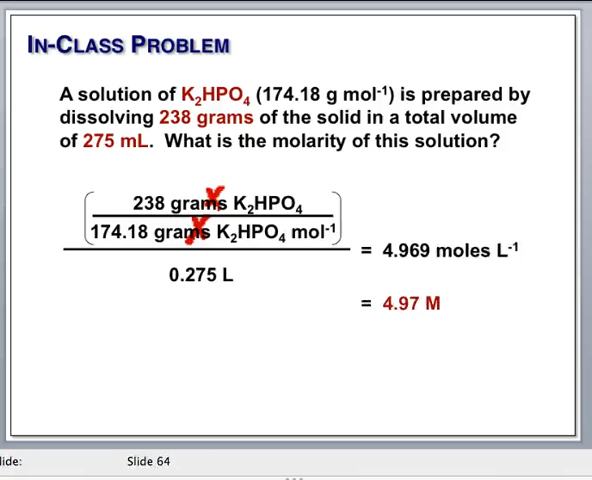 IN-CLASS PROBLEM
A solution of K₂HPO₄ (174.18 g mol⁻¹) is prepared by
dissolving 238 grams of the solid in a total volume
of 275 mL. What is the molarity of this solution?
238 grams K₂HPO₄
174.18 grams K₂HPO₄ mol⁻¹
0.275 L
= 4.969 moles L⁻¹
= 4.97 M
lide:
Slide 64